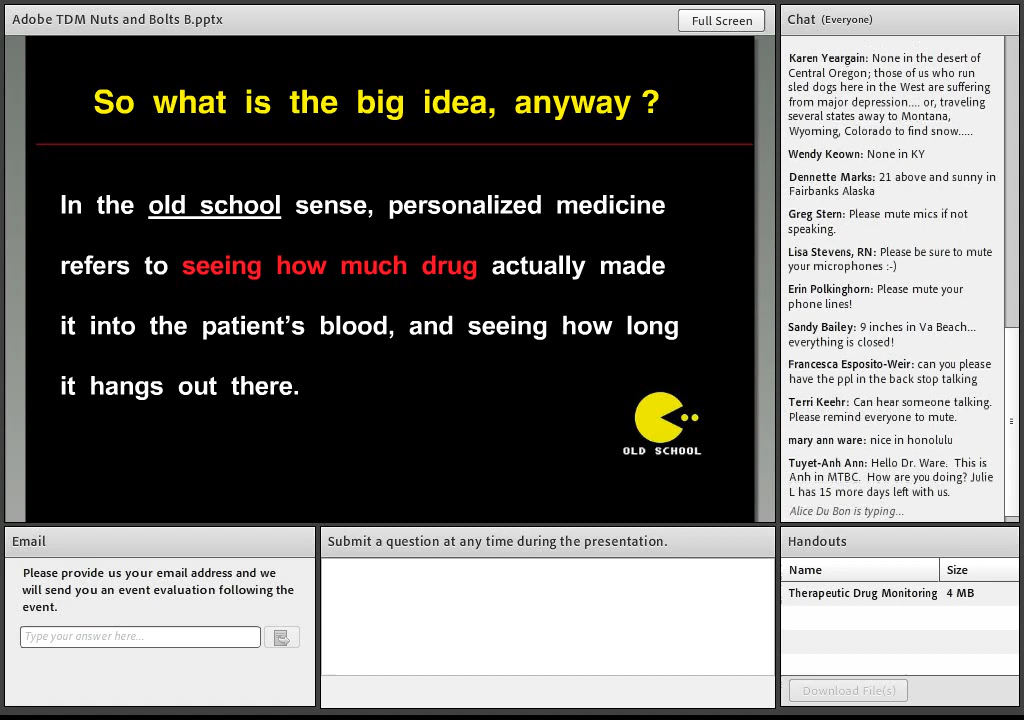 Adobe TDM Nuts and Bolts B.pptx
Full Screen
So what is the big idea, anyway ?
In the old school sense, personalized medicine
refers to seeing how much drug actually made
it into the patient’s blood, and seeing how long
it hangs out there.
OLD SCHOOL
Chat (Everyone)
Karen Yeargain: None in the desert of
Central Oregon; those of us who run
sled dogs here in the West are suffering
from major depression.... or, traveling
several states away to Montana,
Wyoming, Colorado to find snow.....
Wendy Keown: None in KY
Dennette Marks: 21 above and sunny in
Fairbanks Alaska
Greg Stern: Please mute mics if not
speaking.
Lisa Stevens, RN: Please be sure to mute
your microphones :-)
Erin Polkinghorn: Please mute your
phone lines!
Sandy Bailey: 9 inches in Va Beach...
everything is closed!
Francesca Esposito-Weir: can you please
have the ppl in the back stop talking
Terri Keehr: Can hear someone talking.
Please remind everyone to mute.
mary ann ware: nice in honolulu
Tuyet-Anh Ann: Hello Dr. Ware. This is
Anh in MTBC. How are you doing? Julie
L has 15 more days left with us.
Alice Du Bon is typing...
Email
Please provide us your email address and we
will send you an event evaluation following the
event.
Type your answer here...
Submit a question at any time during the presentation.
Handouts
Name Size
Therapeutic Drug Monitoring 4 MB
Download File(s)